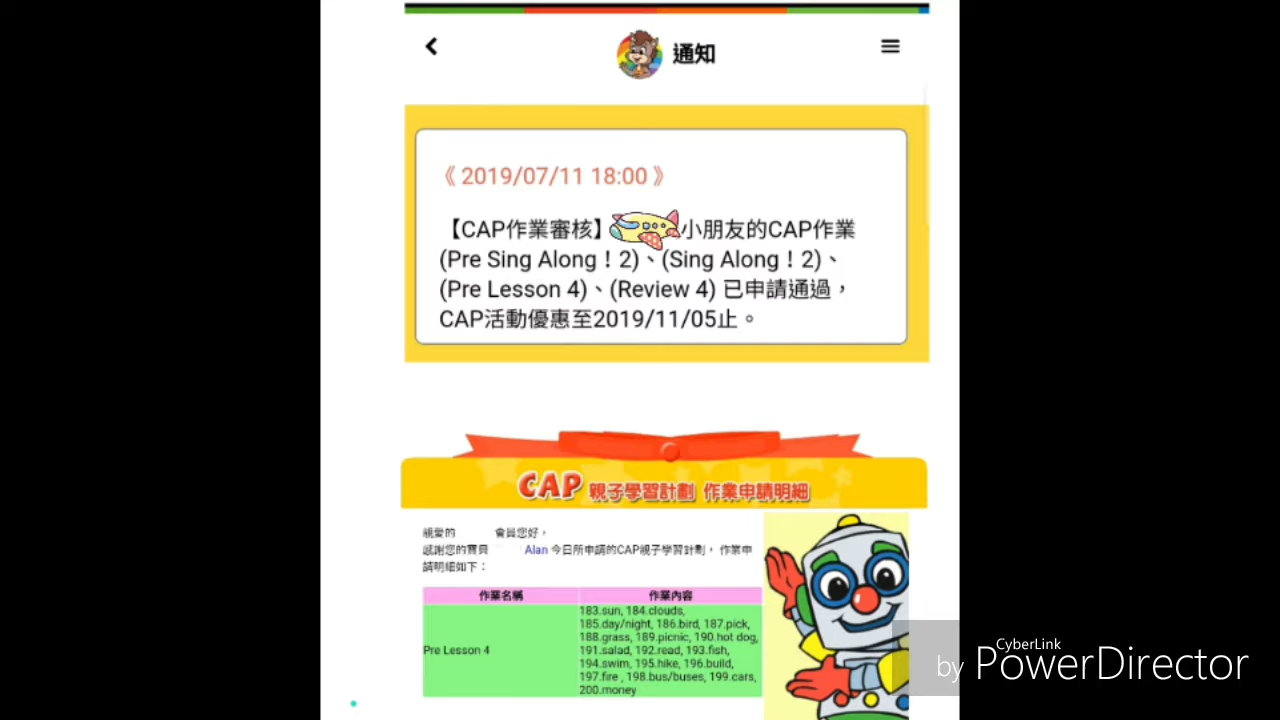 通知
《 2019/07/11 18:00 》
【CAP作業審核】 小朋友的CAP作業
(Pre Sing Along！2)、(Sing Along！2)、
(Pre Lesson 4)、(Review 4) 已申請通過，
CAP活動優惠至2019/11/05止。
CAP 親子學習計劃 作業申請明細
親愛的 會員您好，
感謝您的寶貝 Alan 今日所申請的CAP親子學習計劃， 作業申
請明細如下：
作業名稱 作業內容
183.sun, 184.clouds,
185.day/night, 186.bird, 187.pick,
188.grass, 189.picnic, 190.hot dog,
Pre Lesson 4 191.salad, 192.read, 193.fish,
194.swim, 195.hike, 196.build,
197.fire , 198.bus/buses, 199.cars,
200.money
by CyberLink PowerDirector